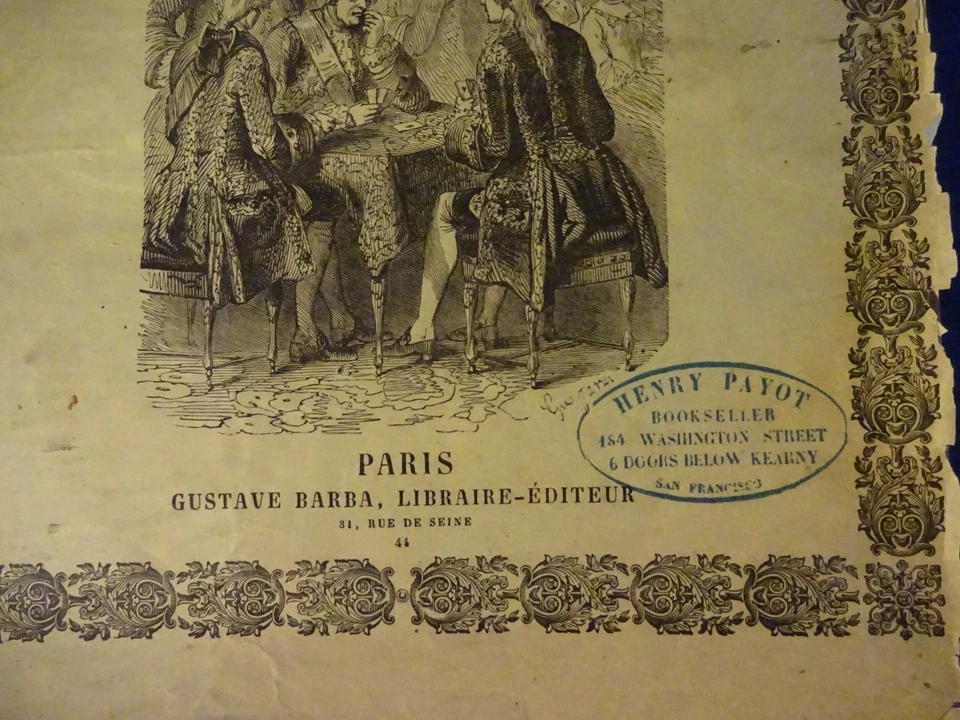 HENRY PAYOT
BOOKSELLER
184 WASHINGTON STREET
6 DOORS BELOW KEARNY
SAN FRANCISCO
PARIS
GUSTAVE BARBA, LIBRAIRE-ÉDITEUR
31, RUE DE SEINE
44